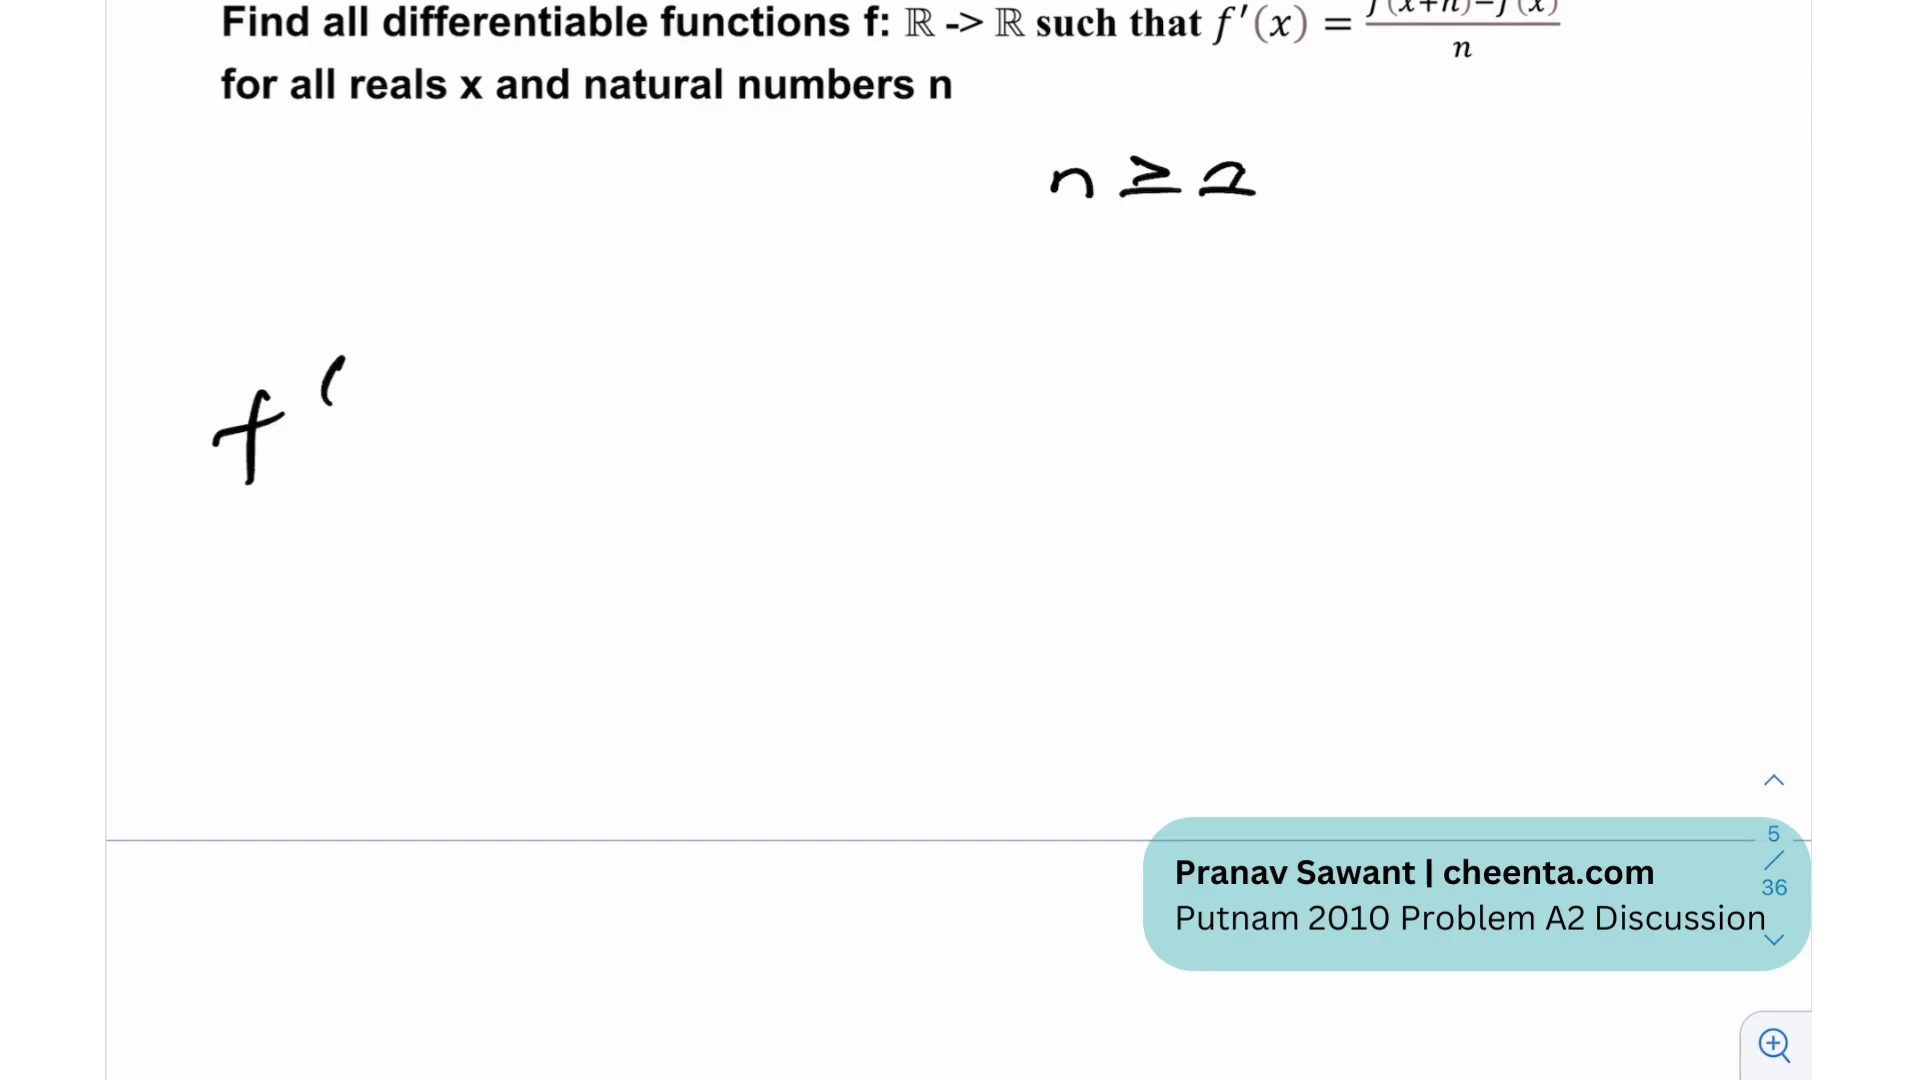 Find all differentiable functions f: ℝ -> ℝ such that f′(x) = \frac{f(x+n)−f(x)}{n}
for all reals x and natural numbers n
n ≥ 2
f ′
5
/
36
Pranav Sawant | cheenta.com
Putnam 2010 Problem A2 Discussion